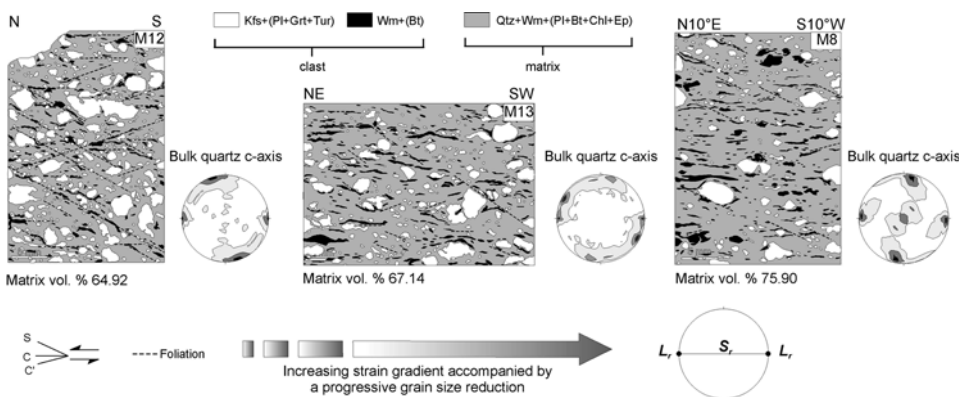 N S
M12
Kfs+(Pl+Grt+Tur) Wm+(Bt)
clast
Qtz+Wm+(Pl+Bt+Chl+Ep)
matrix
NE SW
M13
N10°E S10°W
M8
Bulk quartz c-axis
Bulk quartz c-axis
Bulk quartz c-axis
Matrix vol. % 64.92
Matrix vol. % 67.14
Matrix vol. % 75.90
S
C
C'
Foliation
Increasing strain gradient accompanied by
a progressive grain size reduction
Lr Sr Lr